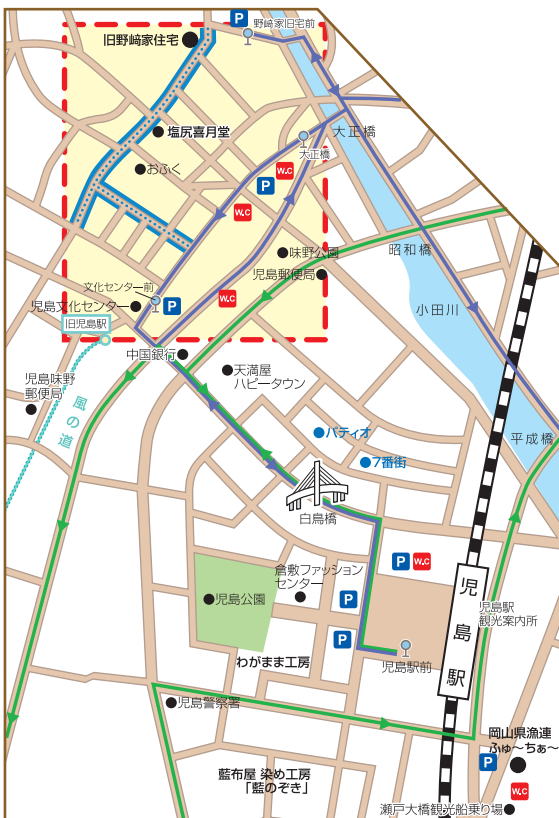 P
W.C
野﨑家旧宅前
旧野﨑家住宅
大正橋
塩尻喜月堂
大正橋
おふく
W.C
P
W.C
昭和橋
味野公園
児島郵便局
文化センター前
児島文化センター
P
W.C
小田川
旧児島駅
中国銀行
天満屋
ハピータウン
児島味野
郵便局
風の道
パティオ
7番街
平成橋
白鳥橋
P
W.C
倉敷ファッション
センター
児島公園
P
児島駅
児島駅
観光案内所
P
わがまま工房
児島駅前
児島警察署
岡山県漁連
ふゅ〜ちぁ〜
P
藍布屋 染め工房
「藍のぞき」
W.C
瀬戸大橋観光船乗り場